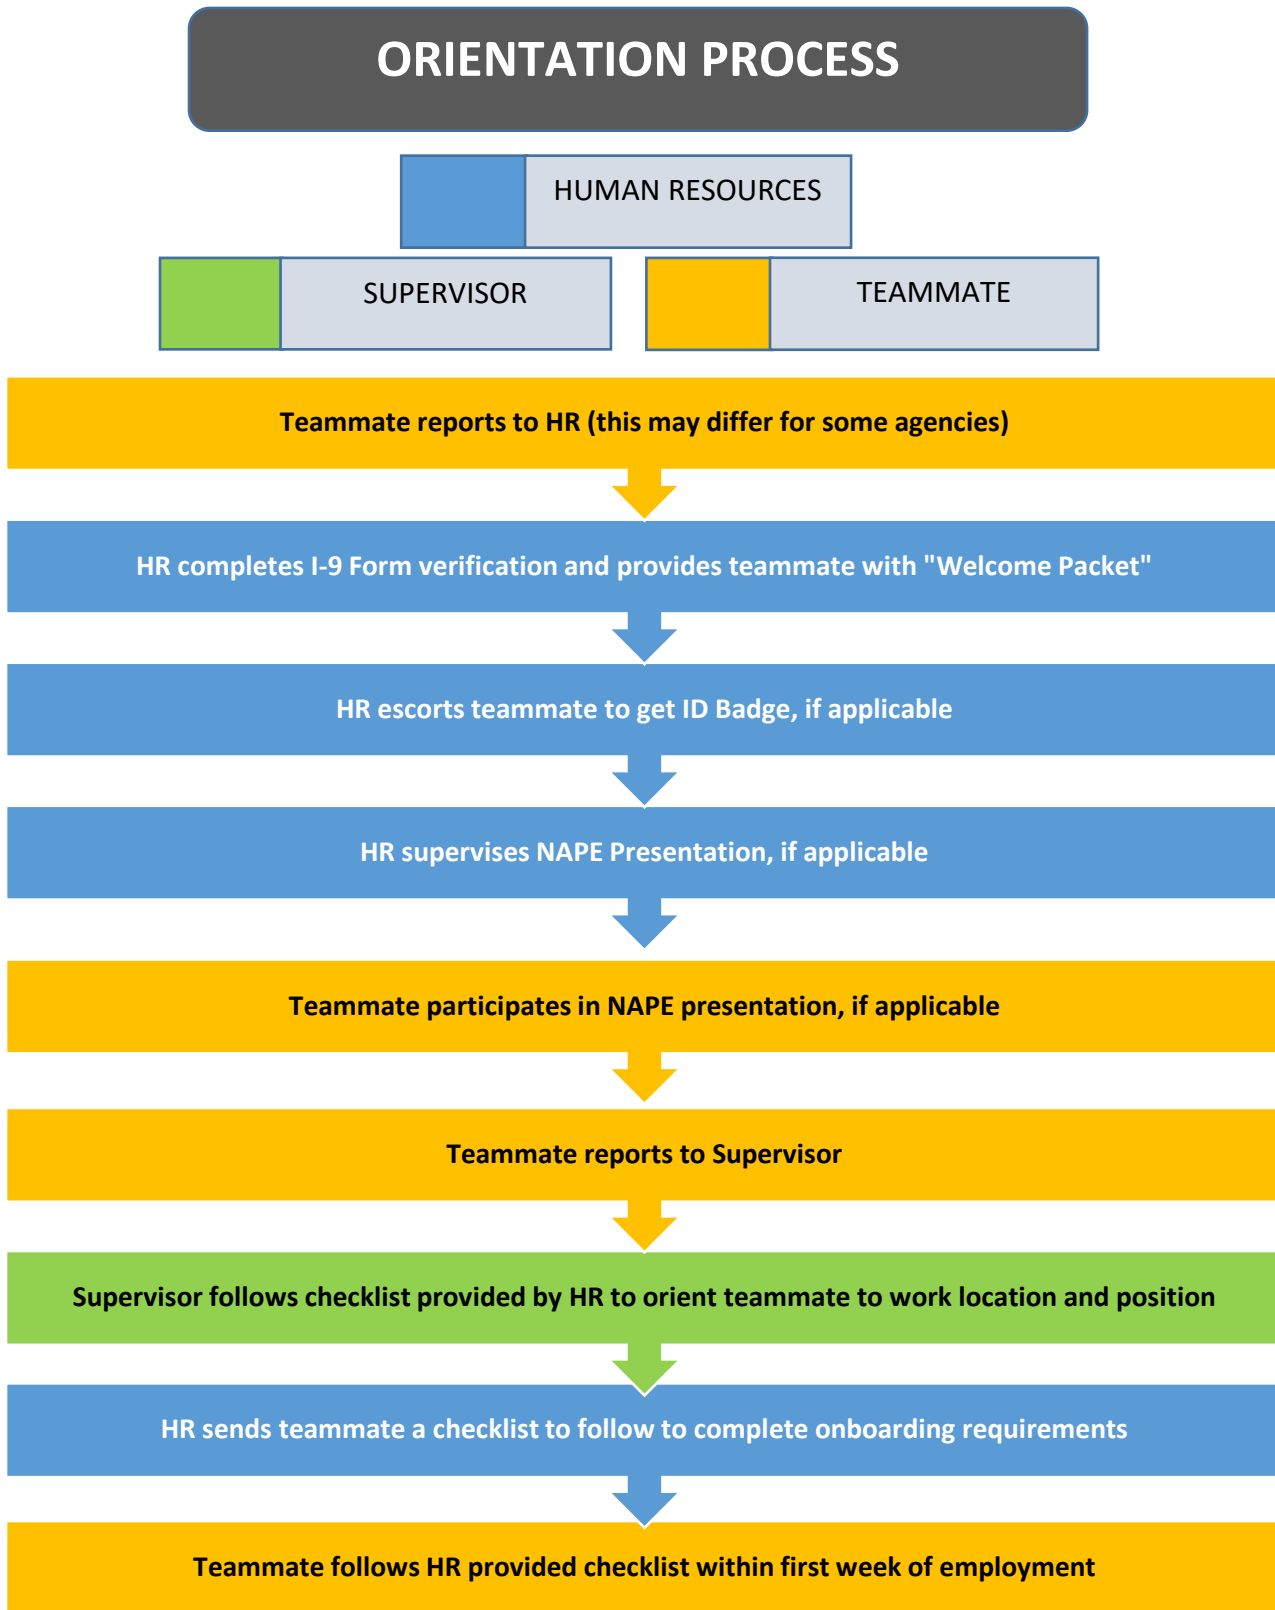 ORIENTATION PROCESS
HUMAN RESOURCES
SUPERVISOR
TEAMMATE
Teammate reports to HR (this may differ for some agencies)
HR completes I-9 Form verification and provides teammate with "Welcome Packet"
HR escorts teammate to get ID Badge, if applicable
HR supervises NAPE Presentation, if applicable
Teammate participates in NAPE presentation, if applicable
Teammate reports to Supervisor
Supervisor follows checklist provided by HR to orient teammate to work location and position
HR sends teammate a checklist to follow to complete onboarding requirements
Teammate follows HR provided checklist within first week of employment